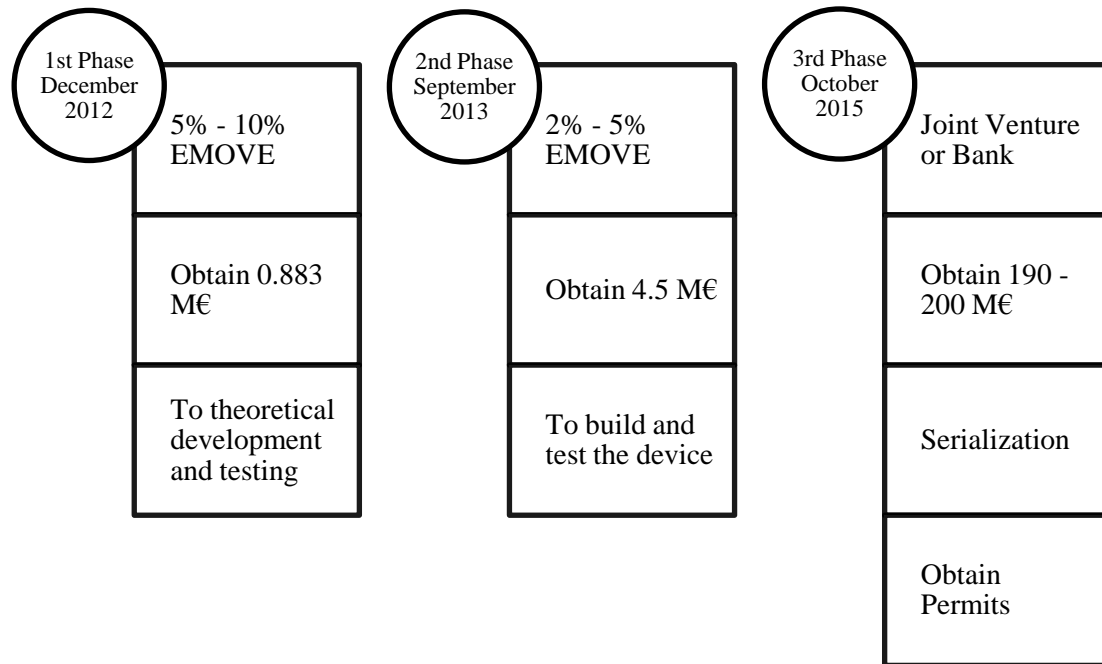 1st Phase
December
2012
5% - 10%
EMOVE
Obtain 0.883
M€
To theoretical
development
and testing
2nd Phase
September
2013
2% - 5%
EMOVE
Obtain 4.5 M€
To build and
test the device
3rd Phase
October
2015
Joint Venture
or Bank
Obtain 190 -
200 M€
Serialization
Obtain
Permits